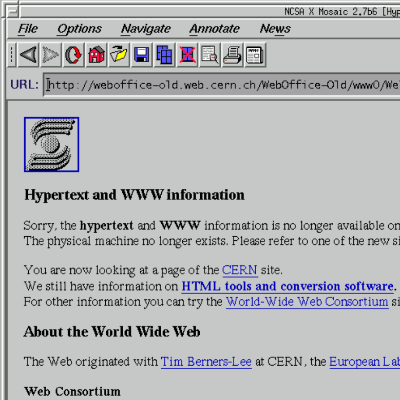 NCSA X Mosaic 2.7b6 [Hyp
File Options Navigate Annotate News
URL: http://weboffice-old.web.cern.ch/WebOffice-Old/www0/We
Hypertext and WWW information
Sorry, the hypertext and WWW information is no longer available on
The physical machine no longer exists. Please refer to one of the new si
You are now looking at a page of the CERN site.
We still have information on HTML tools and conversion software.
For other information you can try the World-Wide Web Consortium si
About the World Wide Web
The Web originated with Tim Berners-Lee at CERN, the European Lab
Web Consortium